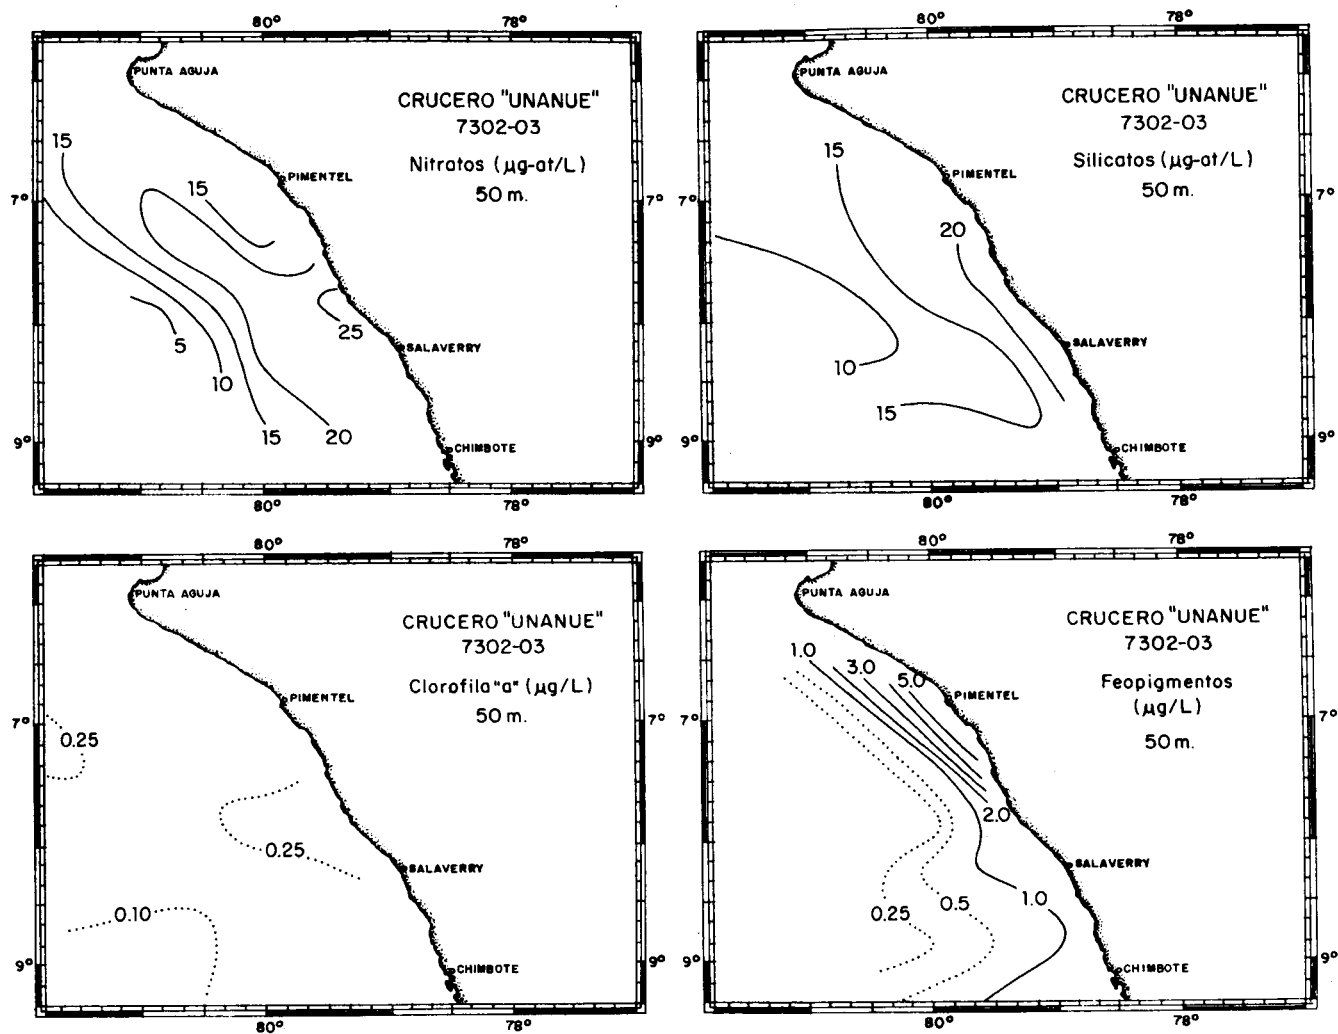 80°
78°
PUNTA AGUJA
CRUCERO "UNANUE"
7302-03
Nitratos (µg-at/L)
50 m.
15
PIMENTEL
15
7°
7°
25
5
SALAVERRY
10
15
20
9°
9°
CHIMBOTE
80°
78°
80°
78°
PUNTA AGUJA
CRUCERO "UNANUE"
7302-03
Silicatos (µg-at/L)
50 m.
15
PIMENTEL
7°
7°
20
SALAVERRY
10
15
9°
9°
CHIMBOTE
80°
78°
80°
78°
PUNTA AGUJA
CRUCERO "UNANUE"
7302-03
Clorofila "a" (µg/L)
50 m.
PIMENTEL
7°
7°
0.25
0.25
SALAVERRY
0.10
9°
9°
CHIMBOTE
80°
78°
80°
78°
PUNTA AGUJA
CRUCERO "UNANUE"
7302-03
Feopigmentos
(µg/L)
50 m.
1.0
3.0
5.0
PIMENTEL
7°
7°
2.0
SALAVERRY
1.0
0.5
0.25
9°
9°
CHIMBOTE
80°
78°